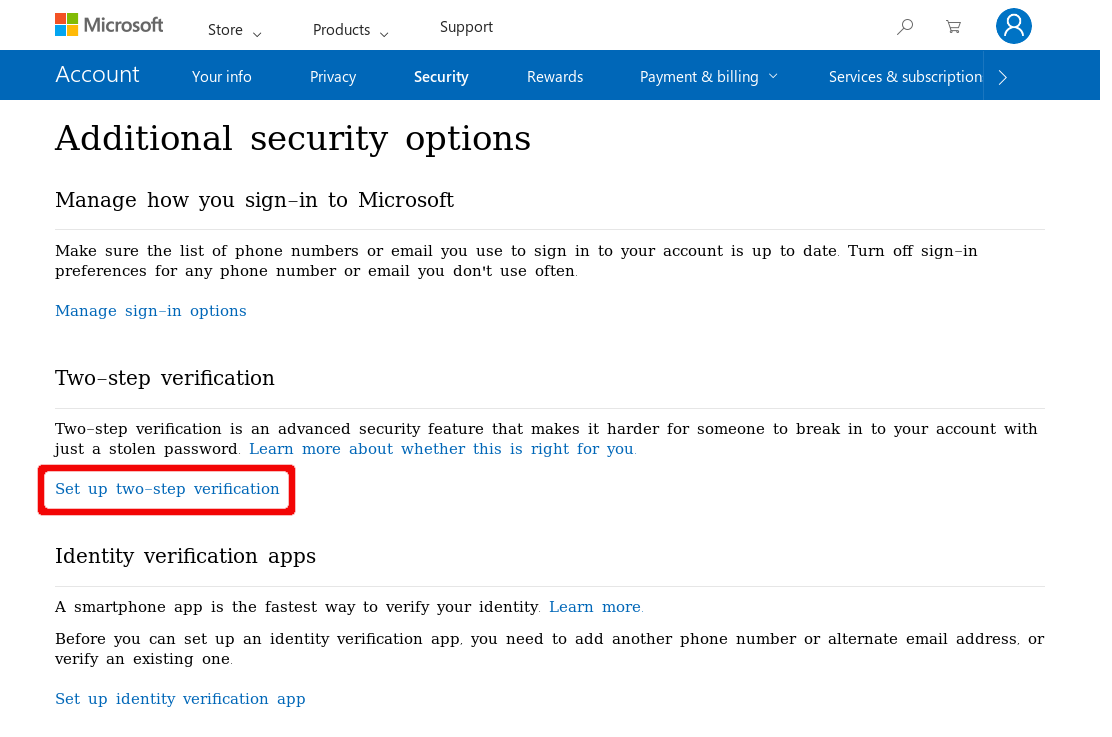 Microsoft Store Products Support
Account Your info Privacy Security Rewards Payment & billing Services & subscription
Additional security options
Manage how you sign-in to Microsoft
Make sure the list of phone numbers or email you use to sign in to your account is up to date. Turn off sign-in
preferences for any phone number or email you don't use often.
Manage sign-in options
Two-step verification
Two-step verification is an advanced security feature that makes it harder for someone to break in to your account with
just a stolen password. Learn more about whether this is right for you.
Set up two-step verification
Identity verification apps
A smartphone app is the fastest way to verify your identity. Learn more.
Before you can set up an identity verification app, you need to add another phone number or alternate email address, or
verify an existing one.
Set up identity verification app